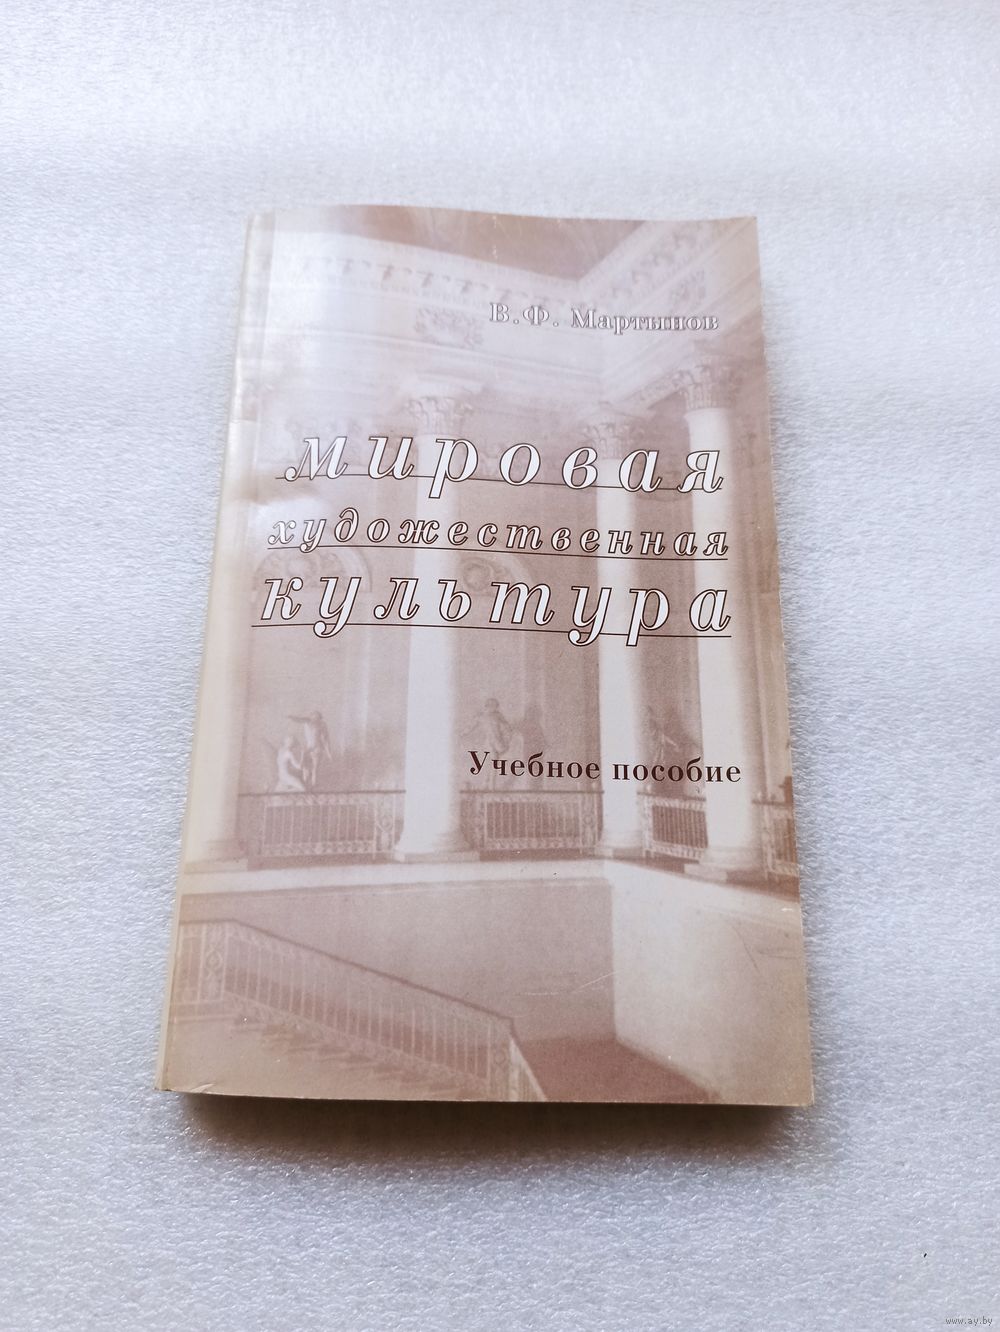 В.Ф. Мартынов
мировая
художественная
культура
Учебное пособие
www.ay.by